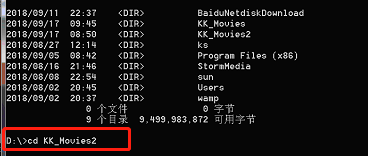 2018/09/11  22:37    <DIR>          BaiduNetdiskDownload
2018/09/17  09:45    <DIR>          KK_Movies
2018/09/17  08:50    <DIR>          KK_Movies2
2018/08/27  12:14    <DIR>          ks
2018/09/05  08:42    <DIR>          Program Files (x86)
2018/08/16  21:46    <DIR>          StormMedia
2018/08/08  22:54    <DIR>          sun
2018/08/02  20:45    <DIR>          Users
2018/09/02  20:37    <DIR>          wamp
0 个文件              0 字节
9 个目录  9,499,983,872 可用字节
D:\>cd KK_Movies2